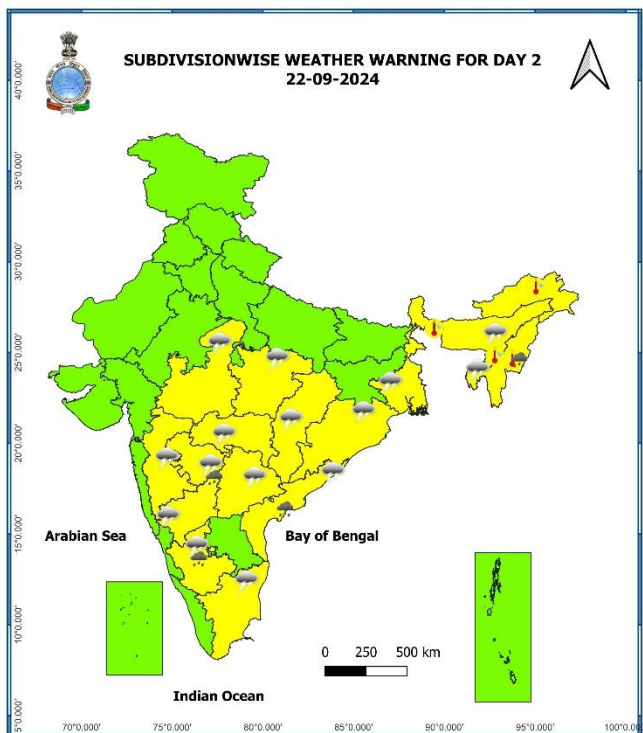 SUBDIVISIONWISE WEATHER WARNING FOR DAY 2
22-09-2024
40°0.000'
35°0.000'
30°0.000'
25°0.000'
20°0.000'
15°0.000'
10°0.000'
5°0.000'
Arabian Sea
Bay of Bengal
0 250 500 km
Indian Ocean
70°0.000' 75°0.000' 80°0.000' 85°0.000' 90°0.000' 95°0.000' 100°0.000'